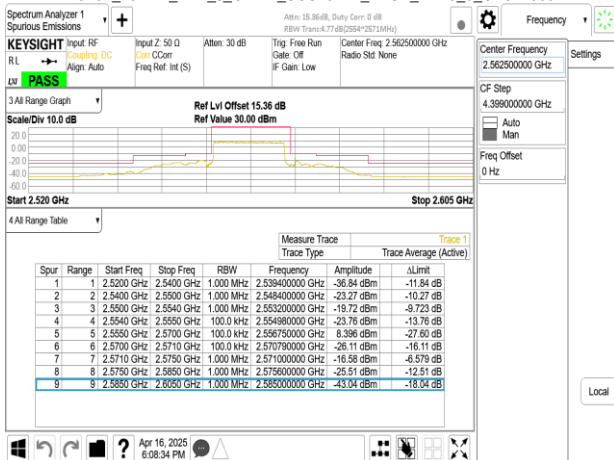 Spectrum Analyzer 1
Spurious Emissions
Attn: 15.36dB, Duty Corr: 0 dB
RBW Trans:4.77dB(2554~2571MHz)
Frequency
KEYSIGHT
Input: RF
Coupling: DC
Align: Auto
Input Z: 50 Ω
Corr CCorr
Freq Ref: Int (S)
Atten: 30 dB
Trig: Free Run
Gate: Off
IF Gain: Low
Center Freq: 2.562500000 GHz
Radio Std: None
RL
LXI
PASS
Center Frequency
2.562500000 GHz
Settings
CF Step
4.399000000 GHz
Auto
Man
Freq Offset
0 Hz
3 All Range Graph
Scale/Div 10.0 dB
Ref Lvl Offset 15.36 dB
Ref Value 30.00 dBm
20.0
0.00
-20.0
-40.0
-60.0
Start 2.520 GHz
Stop 2.605 GHz
4 All Range Table
Measure Trace Trace 1
Trace Type Trace Average (Active)
Spur Range Start Freq Stop Freq RBW Frequency Amplitude ΔLimit
1 1 2.5200 GHz 2.5400 GHz 1.000 MHz 2.539400000 GHz -36.84 dBm -11.84 dB
2 2 2.5400 GHz 2.5500 GHz 1.000 MHz 2.548400000 GHz -23.27 dBm -10.27 dB
3 3 2.5500 GHz 2.5540 GHz 1.000 MHz 2.553200000 GHz -19.72 dBm -9.723 dB
4 4 2.5540 GHz 2.5550 GHz 100.0 kHz 2.554980000 GHz -23.76 dBm -13.76 dB
5 5 2.5550 GHz 2.5700 GHz 100.0 kHz 2.556750000 GHz 8.396 dBm -27.60 dB
6 6 2.5700 GHz 2.5710 GHz 100.0 kHz 2.570790000 GHz -26.11 dBm -16.11 dB
7 7 2.5710 GHz 2.5750 GHz 1.000 MHz 2.571000000 GHz -16.58 dBm -6.579 dB
8 8 2.5750 GHz 2.5850 GHz 1.000 MHz 2.575600000 GHz -25.51 dBm -12.51 dB
9 9 2.5850 GHz 2.6050 GHz 1.000 MHz 2.585000000 GHz -43.04 dBm -18.04 dB
Local
Apr 16, 2025
6:08:34 PM